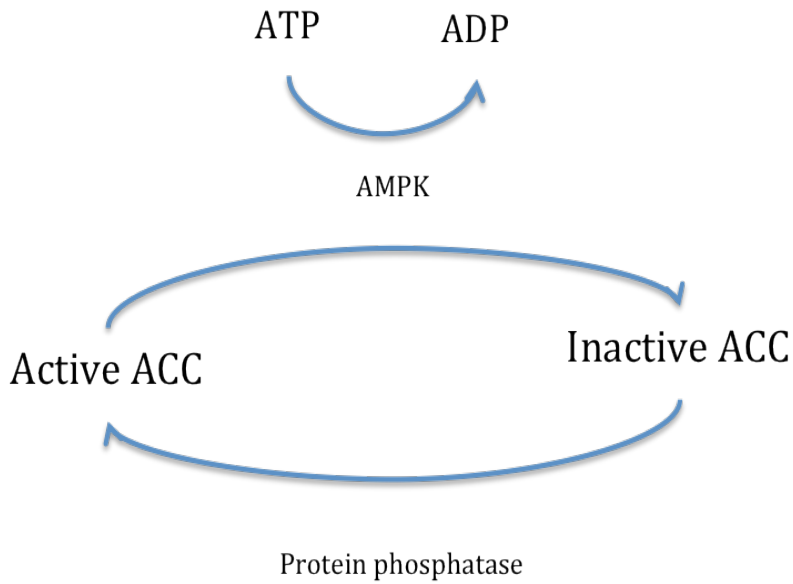 ATP
ADP
AMPK
Inactive ACC
Active ACC
Protein phosphatase